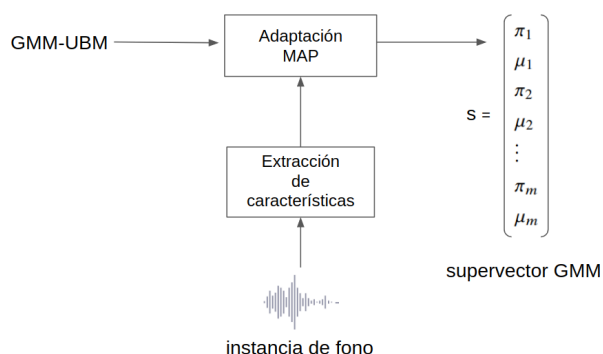 GMM-UBM
Adaptación
MAP
Extracción
de
características
instancia de fono
s =
π1
μ1
π2
μ2
⋮
πm
μm
supervector GMM